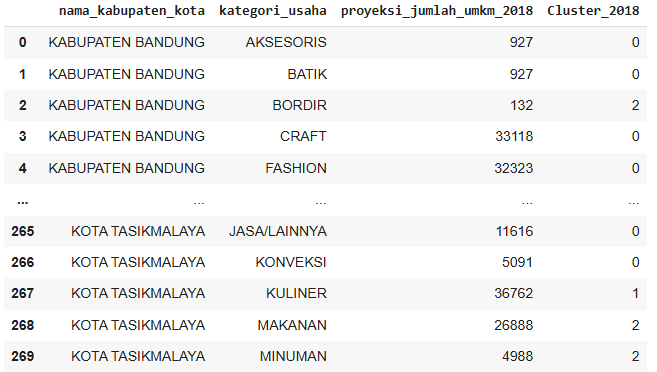 nama_kabupaten_kota kategori_usaha proyeksi_jumlah_umkm_2018 Cluster_2018
0 KABUPATEN BANDUNG AKSESORIS 927 0
1 KABUPATEN BANDUNG BATIK 927 0
2 KABUPATEN BANDUNG BORDIR 132 2
3 KABUPATEN BANDUNG CRAFT 33118 0
4 KABUPATEN BANDUNG FASHION 32323 0
... ... ... ... ...
265 KOTA TASIKMALAYA JASA/LAINNYA 11616 0
266 KOTA TASIKMALAYA KONVEKSI 5091 0
267 KOTA TASIKMALAYA KULINER 36762 1
268 KOTA TASIKMALAYA MAKANAN 26888 2
269 KOTA TASIKMALAYA MINUMAN 4988 2